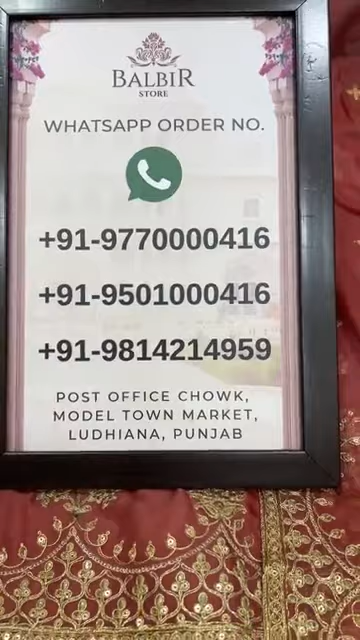 BALBIR
STORE
WHATSAPP ORDER NO.
+91-9770000416
+91-9501000416
+91-9814214959
POST OFFICE CHOWK,
MODEL TOWN MARKET,
LUDHIANA, PUNJAB